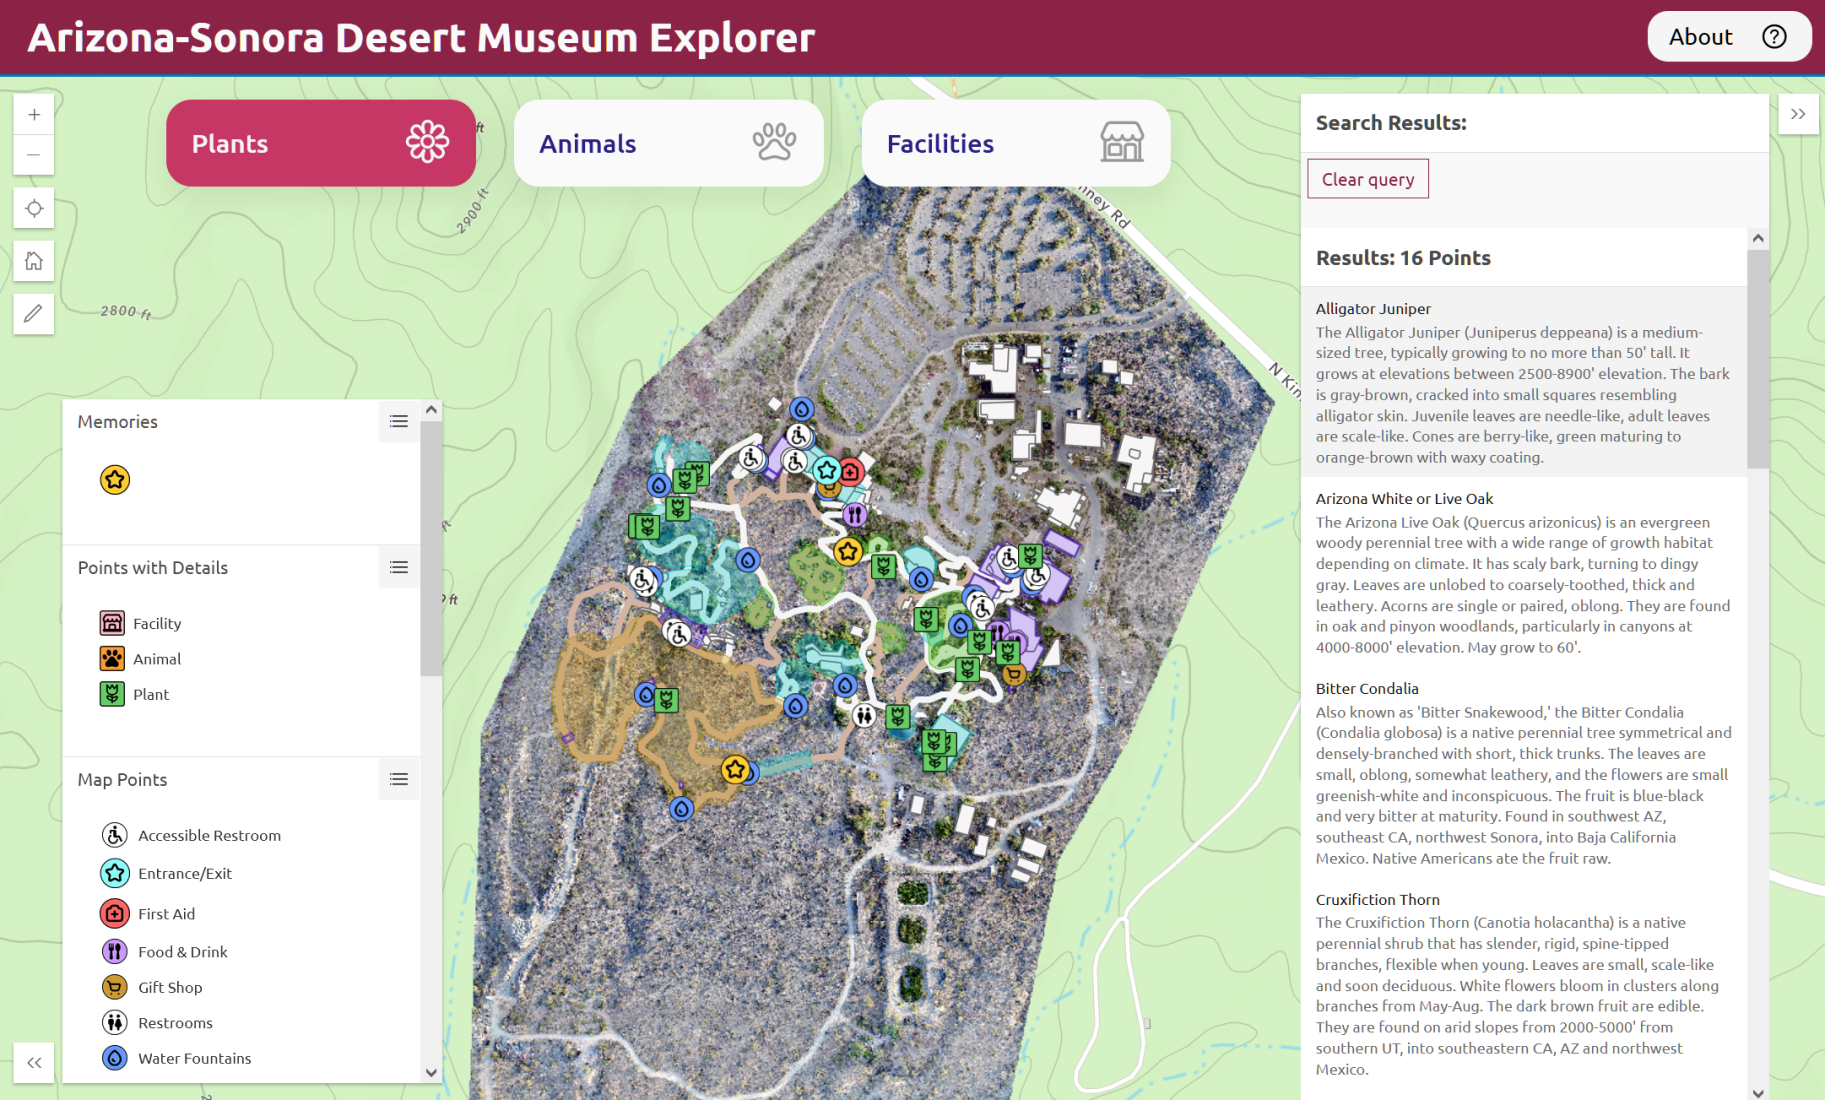 Arizona-Sonora Desert Museum Explorer
About
Plants
Animals
Facilities
ft
2900 ft
2800 ft
ft
N Kin
Memories
Points with Details
Facility
Animal
Plant
Map Points
Accessible Restroom
Entrance/Exit
First Aid
Food & Drink
Gift Shop
Restrooms
Water Fountains
Search Results:
Clear query
Results: 16 Points
Alligator Juniper
The Alligator Juniper (Juniperus deppeana) is a medium-
sized tree, typically growing to no more than 50' tall. It
grows at elevations between 2500-8900' elevation. The bark
is gray-brown, cracked into small squares resembling
alligator skin. Juvenile leaves are needle-like, adult leaves
are scale-like. Cones are berry-like, green maturing to
orange-brown with waxy coating.
Arizona White or Live Oak
The Arizona Live Oak (Quercus arizonicus) is an evergreen
woody perennial tree with a wide range of growth habitat
depending on climate. It has scaly bark, turning to dingy
gray. Leaves are unlobed to coarsely-toothed, thick and
leathery. Acorns are single or paired, oblong. They are found
in oak and pinyon woodlands, particularly in canyons at
4000-8000' elevation. May grow to 60'.
Bitter Condalia
Also known as 'Bitter Snakewood,' the Bitter Condalia
(Condalia globosa) is a native perennial tree symmetrical and
densely-branched with short, thick trunks. The leaves are
small, oblong, somewhat leathery, and the flowers are small
greenish-white and inconspicuous. The fruit is blue-black
and very bitter at maturity. Found in southwest AZ,
southeast CA, northwest Sonora, into Baja California
Mexico. Native Americans ate the fruit raw.
Cruxifiction Thorn
The Cruxifiction Thorn (Canotia holacantha) is a native
perennial shrub that has slender, rigid, spine-tipped
branches, flexible when young. Leaves are small, scale-like
and soon deciduous. White flowers bloom in clusters along
branches from May-Aug. The dark brown fruit are edible.
They are found on arid slopes from 2000-5000' from
southern UT, into southeastern CA, AZ and northwest
Mexico.